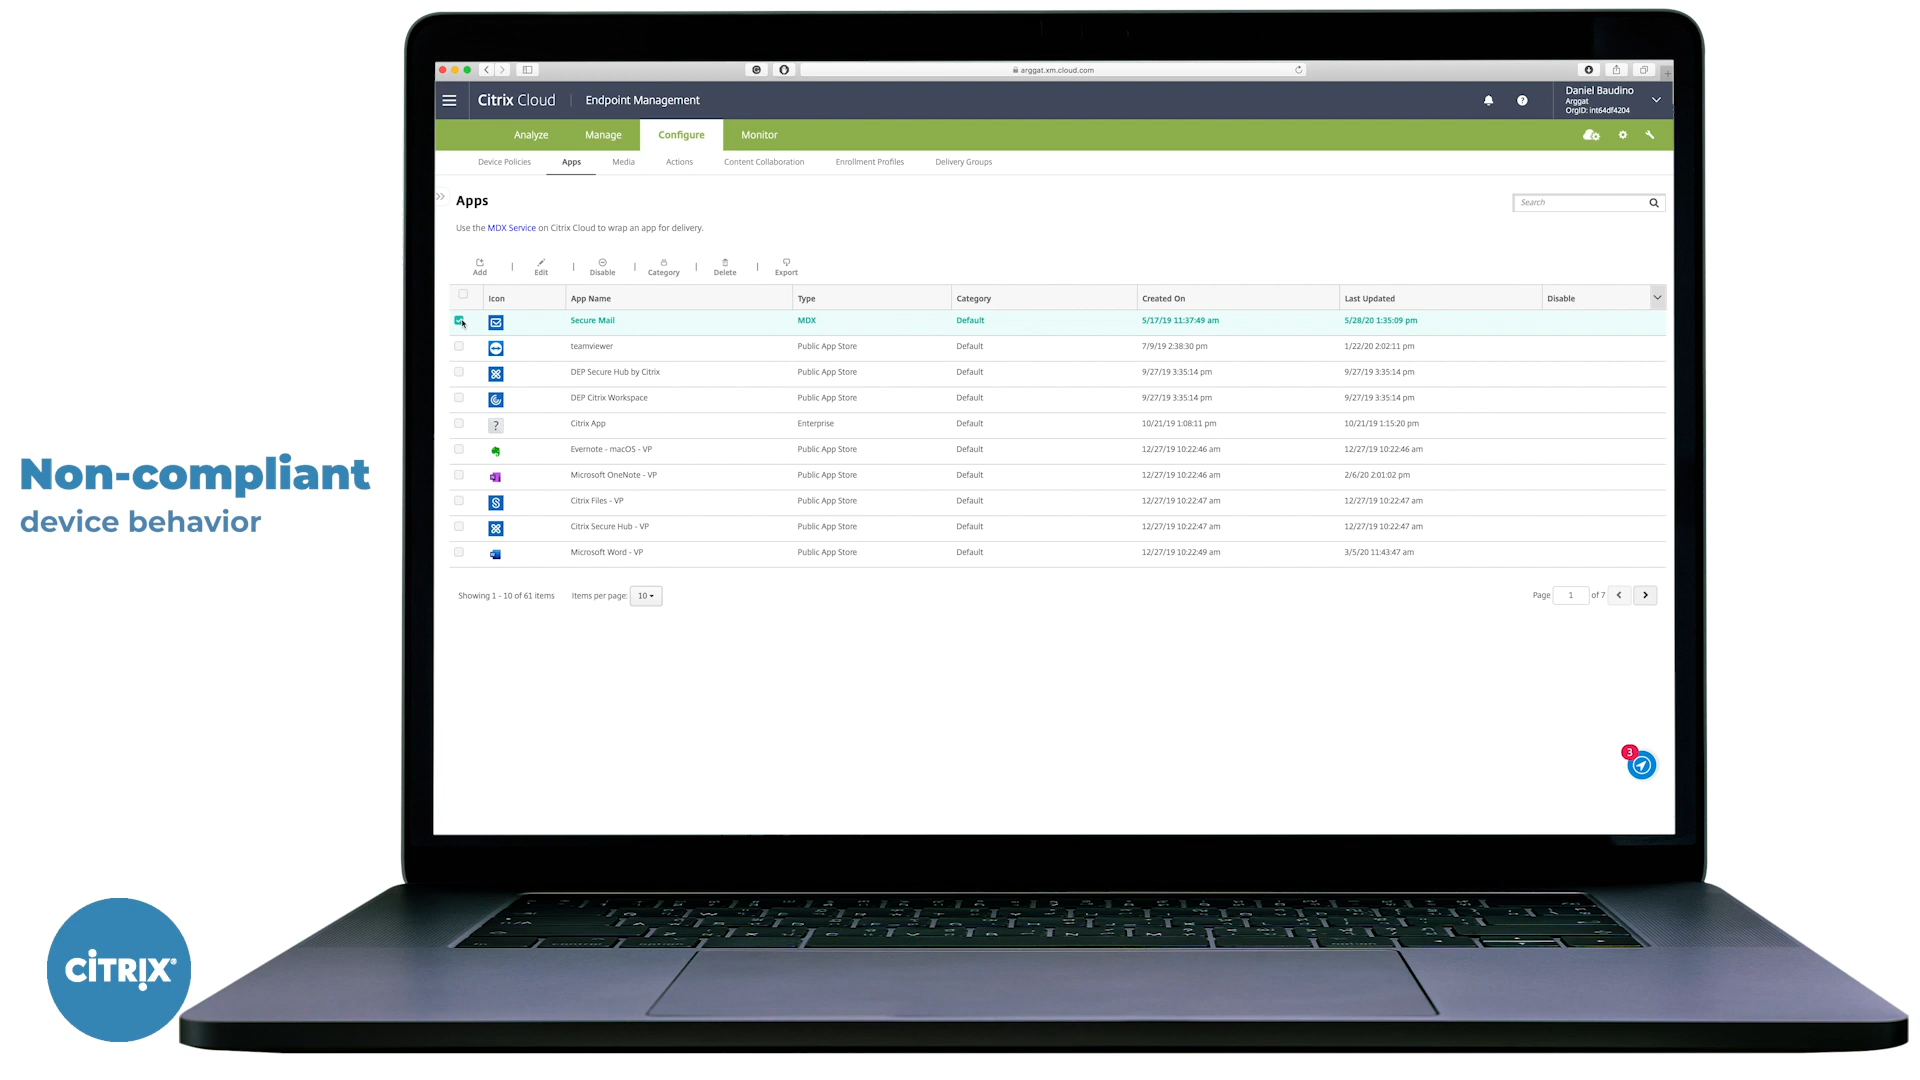 arggat.xm.cloud.com
Citrix Cloud
Endpoint Management
Daniel Baudino
Arggat
OrgID: int64df4204
Analyze
Manage
Configure
Monitor
Device Policies
Apps
Media
Actions
Content Collaboration
Enrollment Profiles
Delivery Groups
Apps
Search
Use the MDX Service on Citrix Cloud to wrap an app for delivery.
Add | Edit | Disable | Category | Delete | Export
Icon App Name Type Category Created On Last Updated Disable
Secure Mail MDX Default 5/17/19 11:37:49 am 5/28/20 1:35:09 pm
teamviewer Public App Store Default 7/9/19 2:38:30 pm 1/22/20 2:02:11 pm
DEP Secure Hub by Citrix Public App Store Default 9/27/19 3:35:14 pm 9/27/19 3:35:14 pm
DEP Citrix Workspace Public App Store Default 9/27/19 3:35:14 pm 9/27/19 3:35:14 pm
? Citrix App Enterprise Default 10/21/19 1:08:11 pm 10/21/19 1:15:20 pm
Evernote - macOS - VP Public App Store Default 12/27/19 10:22:46 am 12/27/19 10:22:46 am
Microsoft OneNote - VP Public App Store Default 12/27/19 10:22:46 am 2/6/20 2:01:02 pm
Citrix Files - VP Public App Store Default 12/27/19 10:22:47 am 12/27/19 10:22:47 am
Citrix Secure Hub - VP Public App Store Default 12/27/19 10:22:47 am 12/27/19 10:22:47 am
Microsoft Word - VP Public App Store Default 12/27/19 10:22:49 am 3/5/20 11:43:47 am
Showing 1 - 10 of 61 items Items per page: 10
Page 1 of 7
3
Non-compliant
device behavior
CİTRIX®